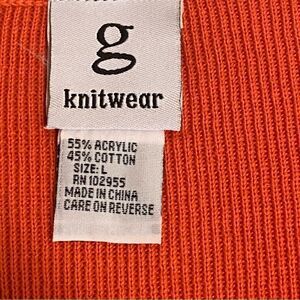 g
knitwear
55% ACRYLIC
45% COTTON
SIZE: L
RN 102955
MADE IN CHINA
CARE ON REVERSE